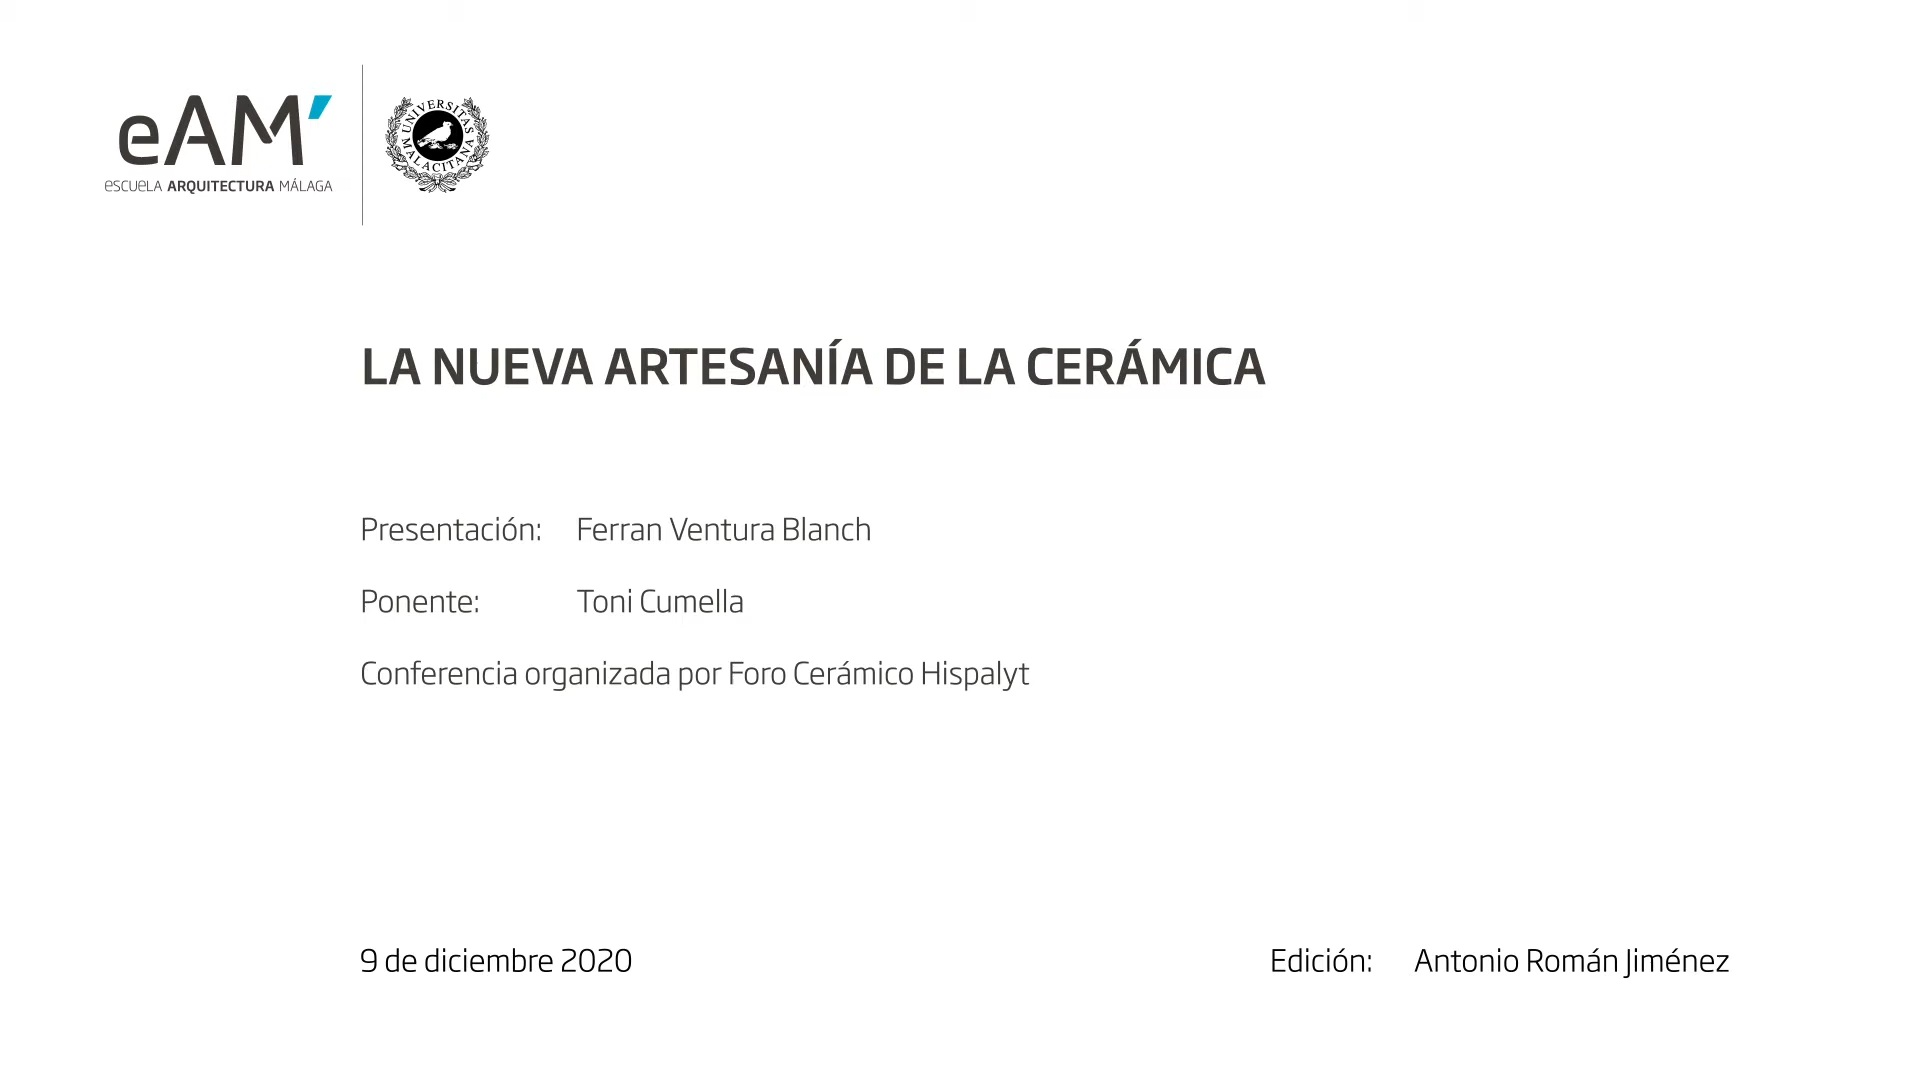 eAM'
ESCUELA ARQUITECTURA MÁLAGA
UNIVERSITAS MALACITANA
LA NUEVA ARTESANÍA DE LA CERÁMICA
Presentación: Ferran Ventura Blanch
Ponente: Toni Cumella
Conferencia organizada por Foro Cerámico Hispalyt
9 de diciembre 2020
Edición: Antonio Román Jiménez